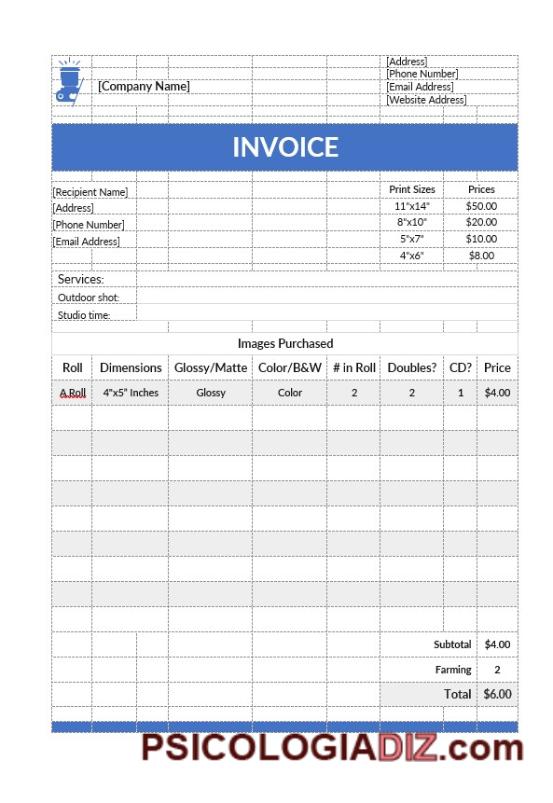 [Address]
[Phone Number]
[Company Name] [Email Address]
[Website Address]
INVOICE
[Recipient Name] Print Sizes Prices
[Address] 11"x14" $50.00
[Phone Number] 8"x10" $20.00
[Email Address] 5"x7" $10.00
4"x6" $8.00
Services:
Outdoor shot:
Studio time:
Images Purchased
Roll Dimensions Glossy/Matte Color/B&W # in Roll Doubles? CD? Price
A Roll 4"x5" Inches Glossy Color 2 2 1 $4.00
Subtotal $4.00
Farming 2
Total $6.00
PSICOLOGIADIZ.com